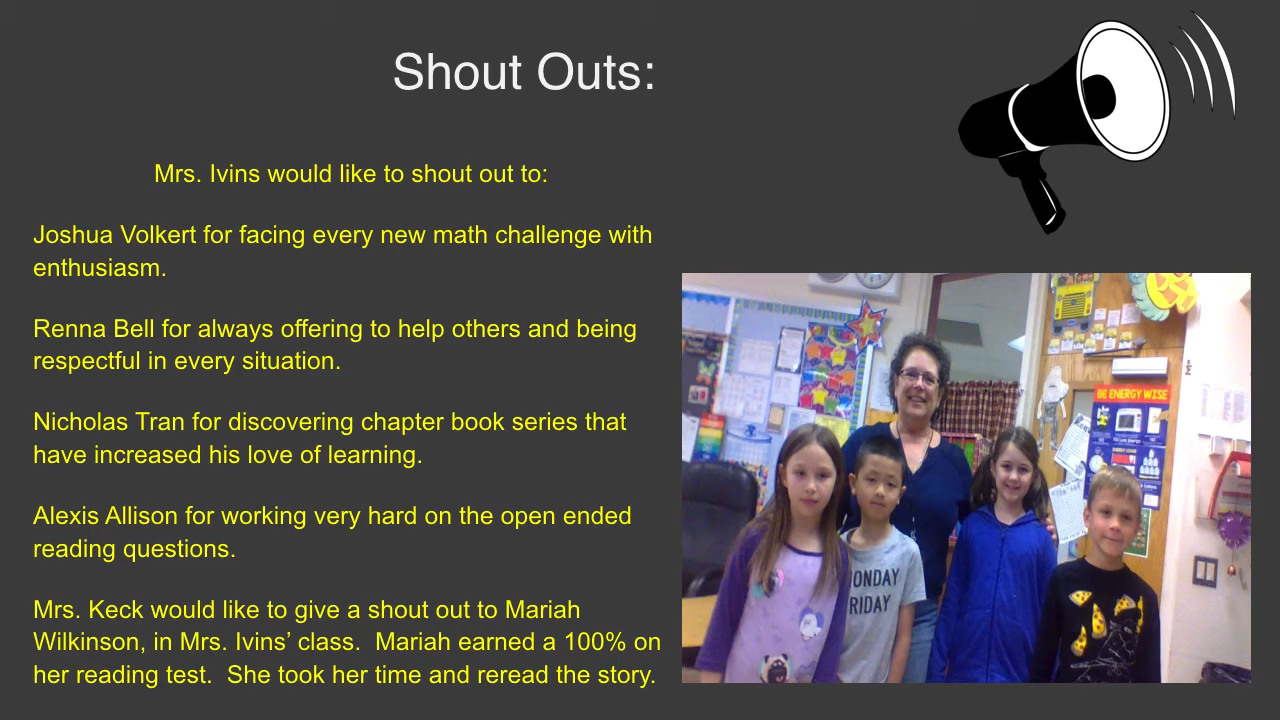 Shout Outs:
Mrs. Ivins would like to shout out to:
Joshua Volkert for facing every new math challenge with
enthusiasm.
Renna Bell for always offering to help others and being
respectful in every situation.
Nicholas Tran for discovering chapter book series that
have increased his love of learning.
Alexis Allison for working very hard on the open ended
reading questions.
Mrs. Keck would like to give a shout out to Mariah
Wilkinson, in Mrs. Ivins’ class.  Mariah earned a 100% on
her reading test.  She took her time and reread the story.
BE ENERGY WISE
MONDAY
FRIDAY